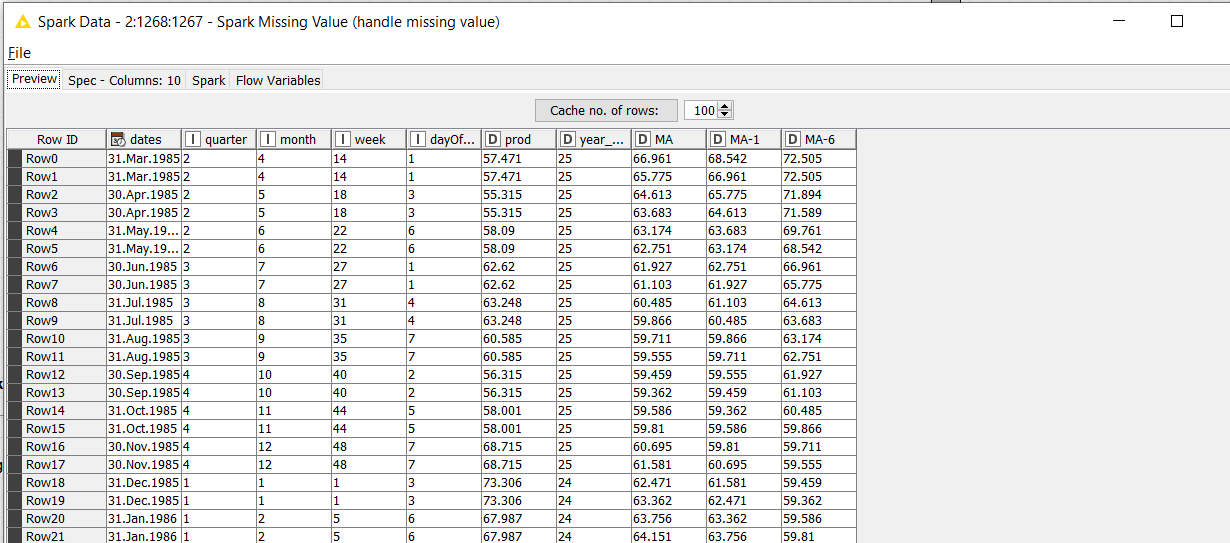 Spark Data - 2:1268:1267 - Spark Missing Value (handle missing value)
File
Preview Spec - Columns: 10 Spark Flow Variables
Cache no. of rows: 100
Row ID dates I quarter I month I week I dayOf... D prod D year_... D MA D MA-1 D MA-6
Row0 31.Mar.1985 2 4 14 1 57.471 25 66.961 68.542 72.505
Row1 31.Mar.1985 2 4 14 1 57.471 25 65.775 66.961 72.505
Row2 30.Apr.1985 2 5 18 3 55.315 25 64.613 65.775 71.894
Row3 30.Apr.1985 2 5 18 3 55.315 25 63.683 64.613 71.589
Row4 31.May.19... 2 6 22 6 58.09 25 63.174 63.683 69.761
Row5 31.May.19... 2 6 22 6 58.09 25 62.751 63.174 68.542
Row6 30.Jun.1985 3 7 27 1 62.62 25 61.927 62.751 66.961
Row7 30.Jun.1985 3 7 27 1 62.62 25 61.103 61.927 65.775
Row8 31.Jul.1985 3 8 31 4 63.248 25 60.485 61.103 64.613
Row9 31.Jul.1985 3 8 31 4 63.248 25 59.866 60.485 63.683
Row10 31.Aug.1985 3 9 35 7 60.585 25 59.711 59.866 63.174
Row11 31.Aug.1985 3 9 35 7 60.585 25 59.555 59.711 62.751
Row12 30.Sep.1985 4 10 40 2 56.315 25 59.459 59.555 61.927
Row13 30.Sep.1985 4 10 40 2 56.315 25 59.362 59.459 61.103
Row14 31.Oct.1985 4 11 44 5 58.001 25 59.586 59.362 60.485
Row15 31.Oct.1985 4 11 44 5 58.001 25 59.81 59.586 59.866
Row16 30.Nov.1985 4 12 48 7 68.715 25 60.695 59.81 59.711
Row17 30.Nov.1985 4 12 48 7 68.715 25 61.581 60.695 59.555
Row18 31.Dec.1985 1 1 1 3 73.306 24 62.471 61.581 59.459
Row19 31.Dec.1985 1 1 1 3 73.306 24 63.362 62.471 59.362
Row20 31.Jan.1986 1 2 5 6 67.987 24 63.756 63.362 59.586
Row21 31.Jan.1986 1 2 5 6 67.987 24 64.151 63.756 59.81